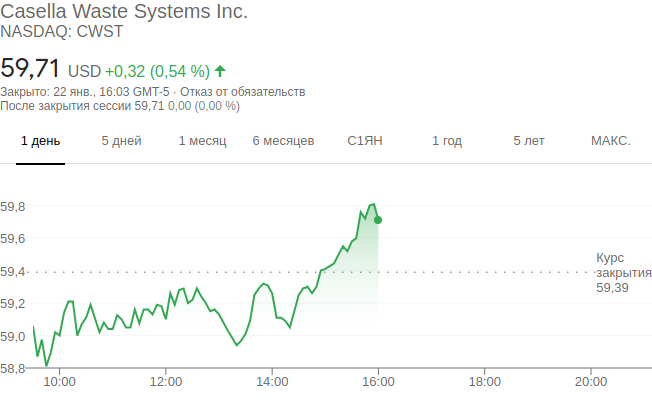 Casella Waste Systems Inc.
NASDAQ: CWST
59,71 USD +0,32 (0,54 %)
Закрыто: 22 янв., 16:03 GMT-5 · Отказ от обязательств
После закрытия сессии 59,71 0,00 (0,00 %)
1 день 5 дней 1 месяц 6 месяцев С1ЯН 1 год 5 лет МАКС.
59,8
59,6
59,4
59,2
59,0
58,8
Курс
закрытия
59,39
10:00 12:00 14:00 16:00 18:00 20:00